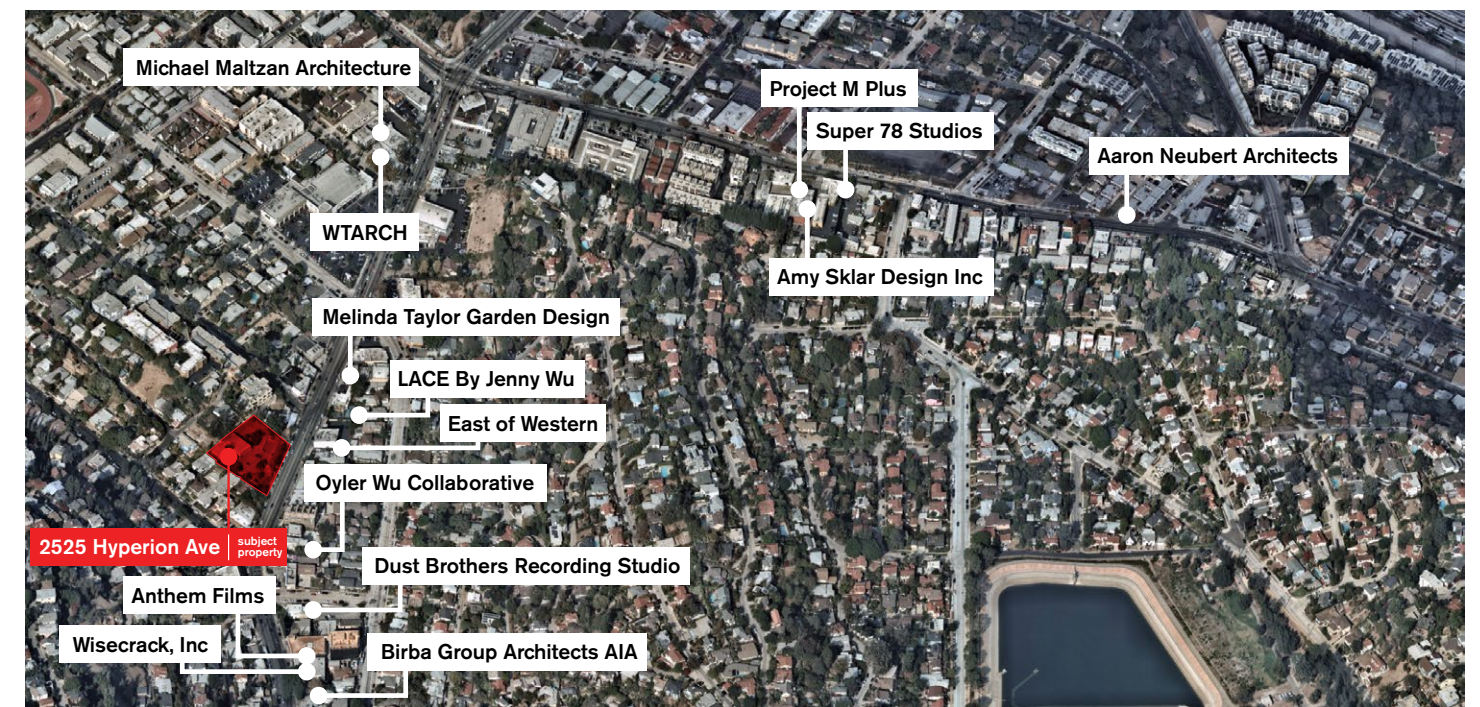 Michael Maltzan Architecture
Project M Plus
Super 78 Studios
Aaron Neubert Architects
WTARCH
Amy Sklar Design Inc
Melinda Taylor Garden Design
LACE By Jenny Wu
East of Western
Oyler Wu Collaborative
2525 Hyperion Ave
subject
property
Dust Brothers Recording Studio
Anthem Films
Wisecrack, Inc
Birba Group Architects AIA